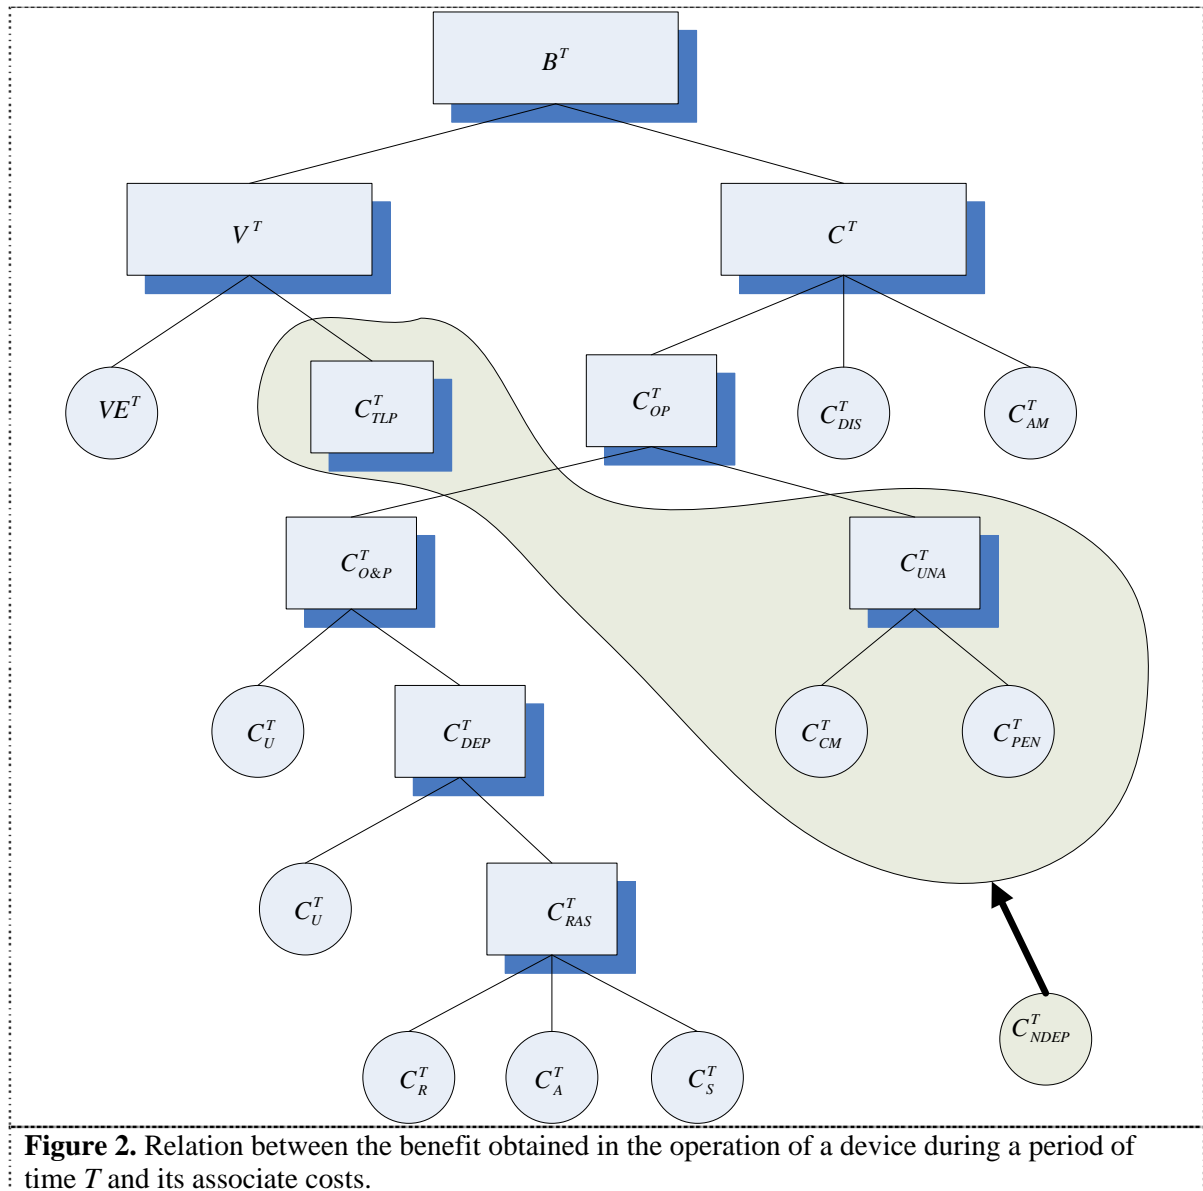 B^T
V^T
C^T
VE^T
C^T_TLP
C^T_OP
C^T_DIS
C^T_AM
C^T_O&P
C^T_UNA
C^T_U
C^T_DEP
C^T_CM
C^T_PEN
C^T_U
C^T_RAS
C^T_NDEP
C^T_R
C^T_A
C^T_S
Figure 2. Relation between the benefit obtained in the operation of a device during a period of
time T and its associate costs.